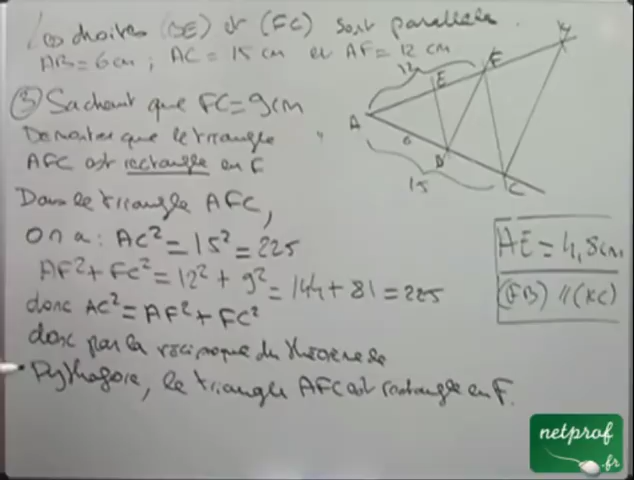 Les droites (BE) et (FC) sont parallèles.
AB = 6 cm ; AC = 15 cm et AF = 12 cm
③ Sachant que FC = 9 cm
Démontrer que le triangle
AFC est rectangle en F
Dans le triangle AFC,
On a : AC² = 15² = 225
AF² + FC² = 12² + 9² = 144 + 81 = 225
donc AC² = AF² + FC²
donc par la réciproque du théorème de
Pythagore, le triangle AFC est rectangle en F.
A
E
F
K
12
6
B
15
C
AE = 4,8 cm
(FB) // (KC)
netprof
.fr